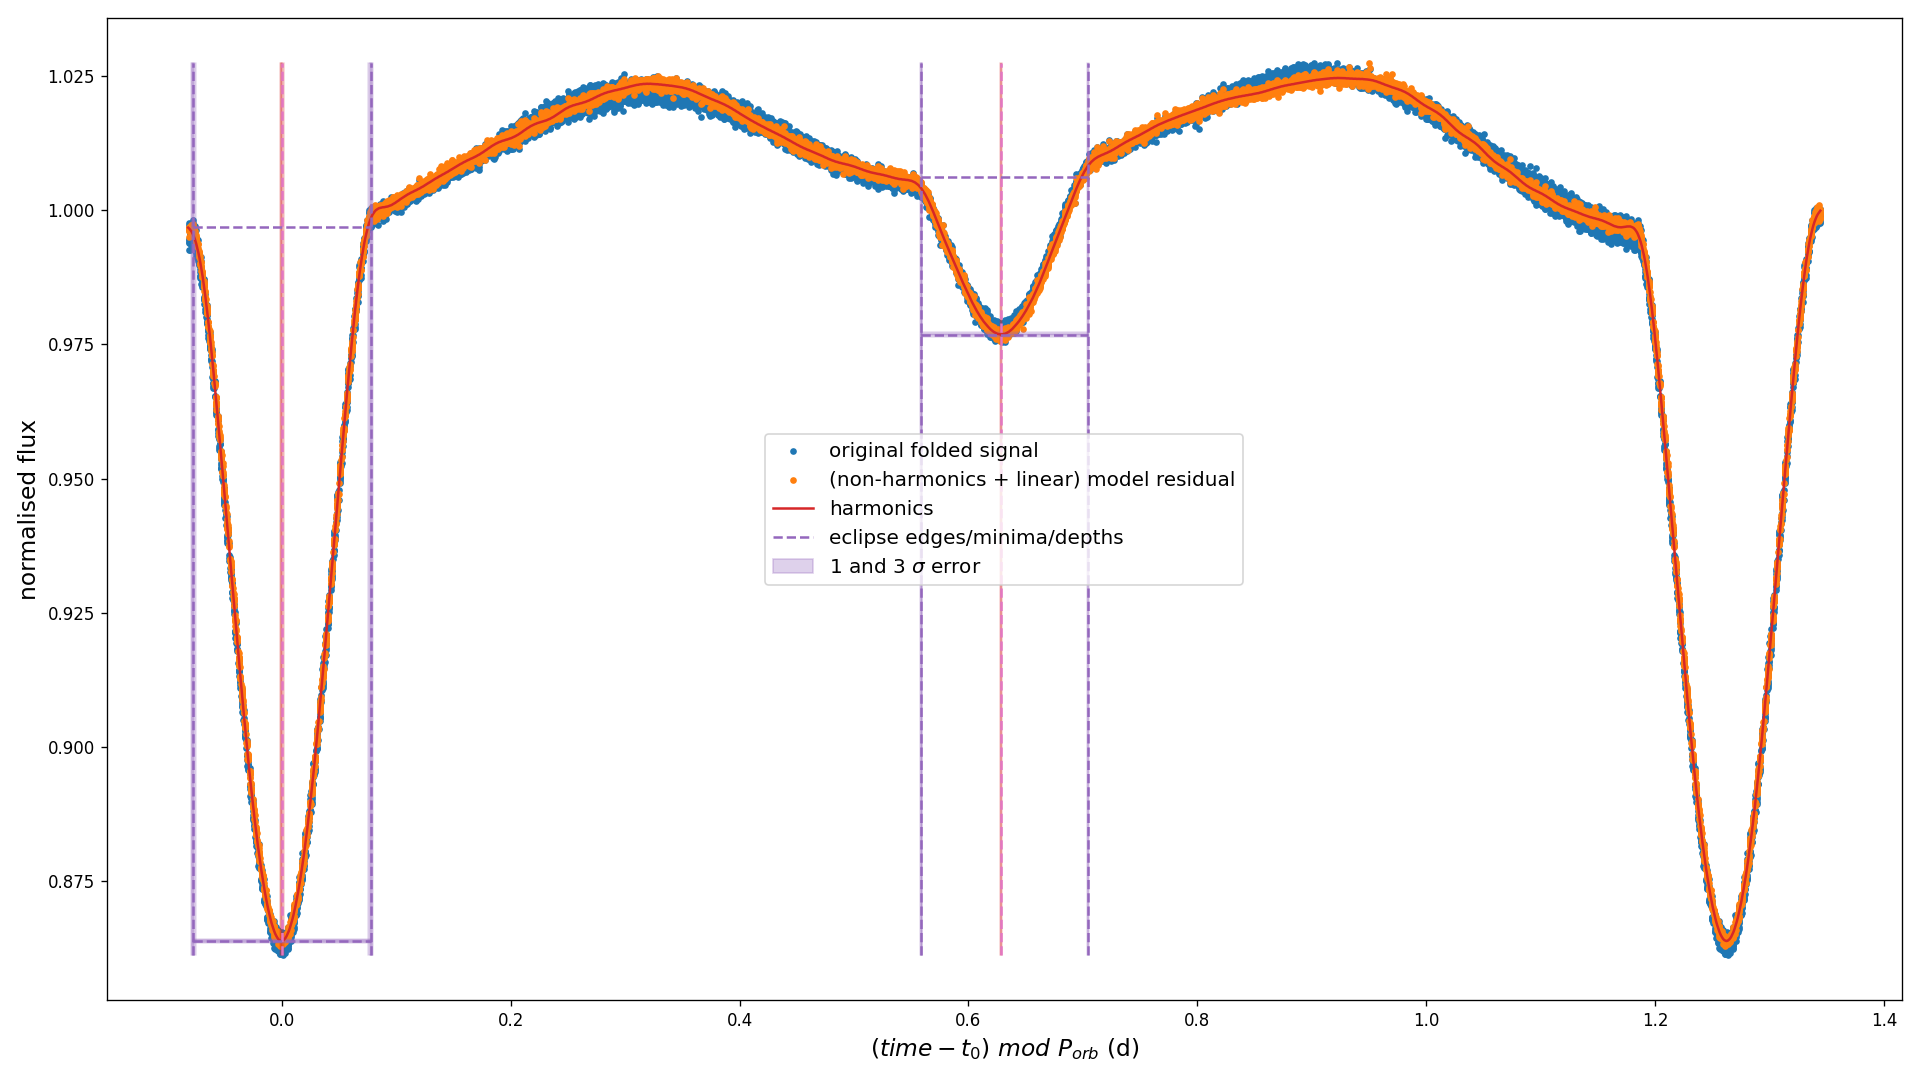 normalised flux
1.025
1.000
0.975
0.950
0.925
0.900
0.875
original folded signal
(non-harmonics + linear) model residual
harmonics
eclipse edges/minima/depths
1 and 3 σ error
0.0 0.2 0.4 0.6 0.8 1.0 1.2 1.4
(time − t₀) mod P_orb (d)